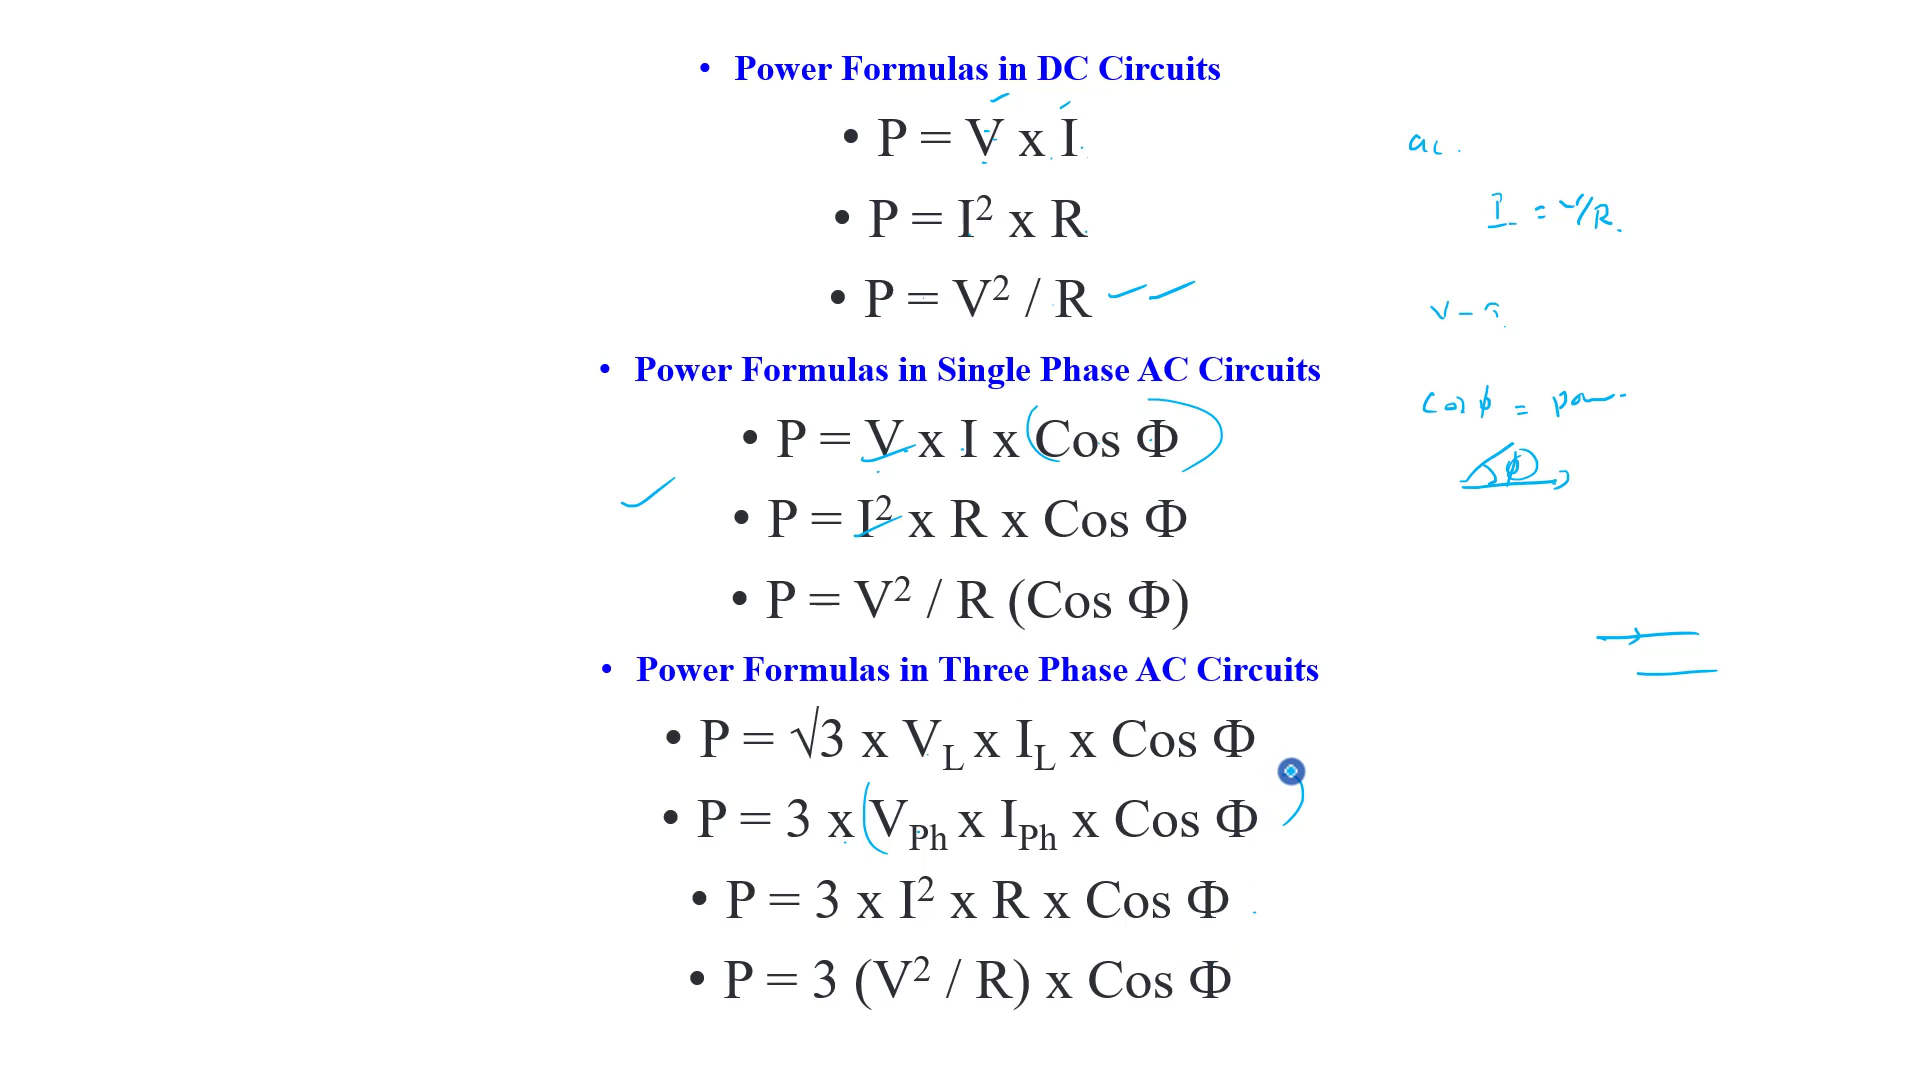 • Power Formulas in DC Circuits
• P = V x I
ac
• P = I² x R
I = V/R
• P = V² / R
• Power Formulas in Single Phase AC Circuits
cos ϕ =
• P = V x I x Cos Φ
ϕ
• P = I² x R x Cos Φ
• P = V² / R (Cos Φ)
• Power Formulas in Three Phase AC Circuits
• P = √3 x V_L x I_L x Cos Φ
• P = 3 x V_Ph x I_Ph x Cos Φ
• P = 3 x I² x R x Cos Φ
• P = 3 (V² / R) x Cos Φ